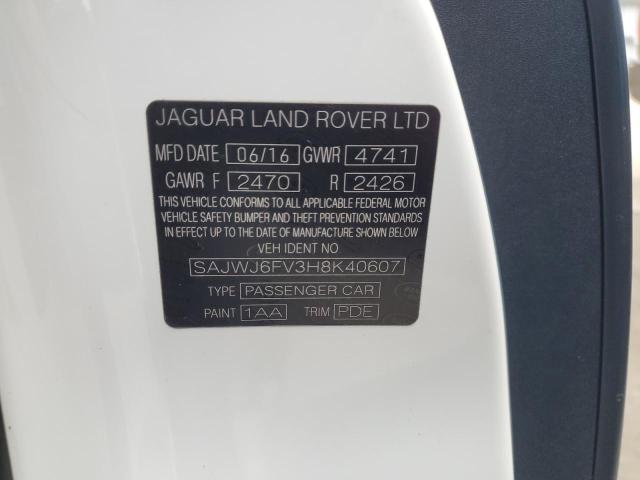 JAGUAR LAND ROVER LTD
MFD DATE 06/16 GVWR 4741
GAWR F 2470 R 2426
THIS VEHICLE CONFORMS TO ALL APPLICABLE FEDERAL MOTOR
VEHICLE SAFETY BUMPER AND THEFT PREVENTION STANDARDS
IN EFFECT UP TO THE DATE OF MANUFACTURE SHOWN BELOW.
VEH IDENT NO.
SAJWJ6FV3H8K40607
TYPE PASSENGER CAR
PAINT 1AA TRIM PDE